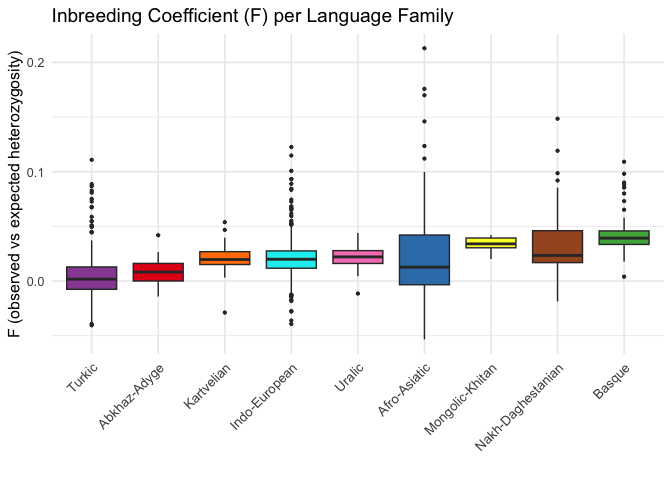 Inbreeding Coefficient (F) per Language Family
F (observed vs expected heterozygosity)
0.2
0.1
0.0
Turkic
Abkhaz-Adyge
Kartvelian
Indo-European
Uralic
Afro-Asiatic
Mongolic-Khitan
Nakh-Daghestanian
Basque